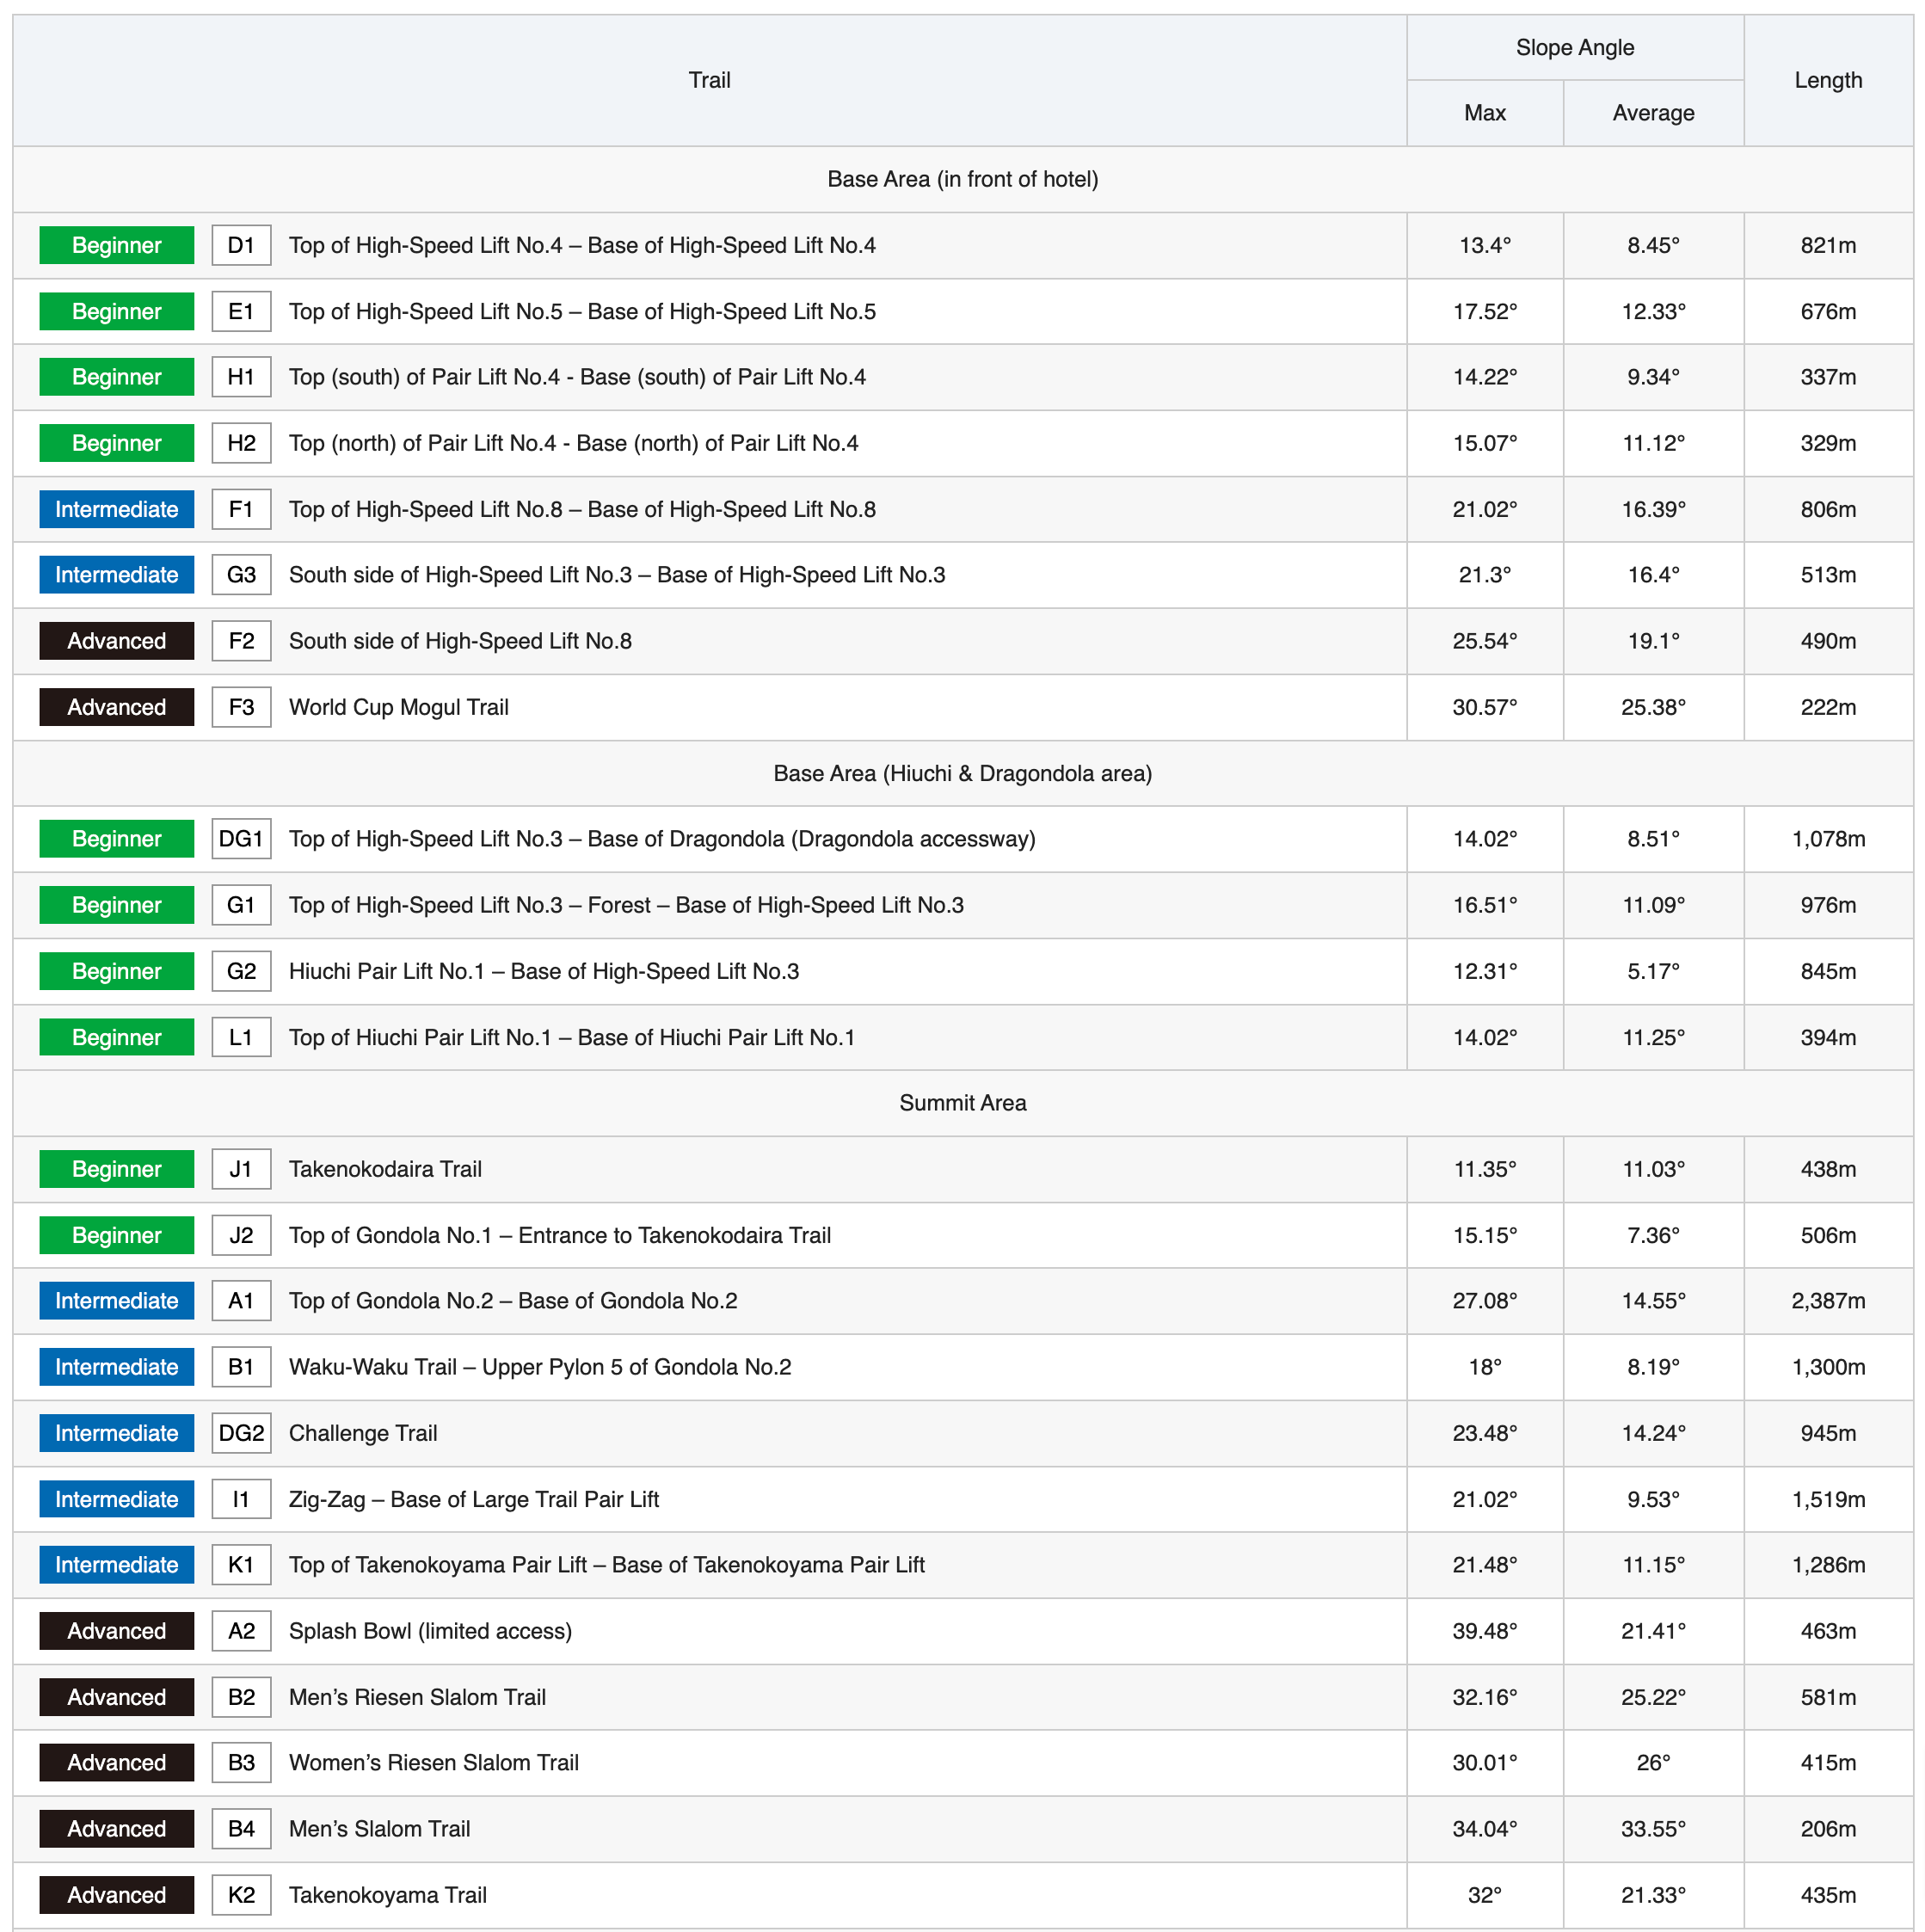 Trail Slope Angle Length
Max Average
Base Area (in front of hotel)
Beginner D1 Top of High-Speed Lift No.4 – Base of High-Speed Lift No.4 13.4° 8.45° 821m
Beginner E1 Top of High-Speed Lift No.5 – Base of High-Speed Lift No.5 17.52° 12.33° 676m
Beginner H1 Top (south) of Pair Lift No.4 - Base (south) of Pair Lift No.4 14.22° 9.34° 337m
Beginner H2 Top (north) of Pair Lift No.4 - Base (north) of Pair Lift No.4 15.07° 11.12° 329m
Intermediate F1 Top of High-Speed Lift No.8 – Base of High-Speed Lift No.8 21.02° 16.39° 806m
Intermediate G3 South side of High-Speed Lift No.3 – Base of High-Speed Lift No.3 21.3° 16.4° 513m
Advanced F2 South side of High-Speed Lift No.8 25.54° 19.1° 490m
Advanced F3 World Cup Mogul Trail 30.57° 25.38° 222m
Base Area (Hiuchi & Dragondola area)
Beginner DG1 Top of High-Speed Lift No.3 – Base of Dragondola (Dragondola accessway) 14.02° 8.51° 1,078m
Beginner G1 Top of High-Speed Lift No.3 – Forest – Base of High-Speed Lift No.3 16.51° 11.09° 976m
Beginner G2 Hiuchi Pair Lift No.1 – Base of High-Speed Lift No.3 12.31° 5.17° 845m
Beginner L1 Top of Hiuchi Pair Lift No.1 – Base of Hiuchi Pair Lift No.1 14.02° 11.25° 394m
Summit Area
Beginner J1 Takenokodaira Trail 11.35° 11.03° 438m
Beginner J2 Top of Gondola No.1 – Entrance to Takenokodaira Trail 15.15° 7.36° 506m
Intermediate A1 Top of Gondola No.2 – Base of Gondola No.2 27.08° 14.55° 2,387m
Intermediate B1 Waku-Waku Trail – Upper Pylon 5 of Gondola No.2 18° 8.19° 1,300m
Intermediate DG2 Challenge Trail 23.48° 14.24° 945m
Intermediate I1 Zig-Zag – Base of Large Trail Pair Lift 21.02° 9.53° 1,519m
Intermediate K1 Top of Takenokoyama Pair Lift – Base of Takenokoyama Pair Lift 21.48° 11.15° 1,286m
Advanced A2 Splash Bowl (limited access) 39.48° 21.41° 463m
Advanced B2 Men’s Riesen Slalom Trail 32.16° 25.22° 581m
Advanced B3 Women’s Riesen Slalom Trail 30.01° 26° 415m
Advanced B4 Men’s Slalom Trail 34.04° 33.55° 206m
Advanced K2 Takenokoyama Trail 32° 21.33° 435m